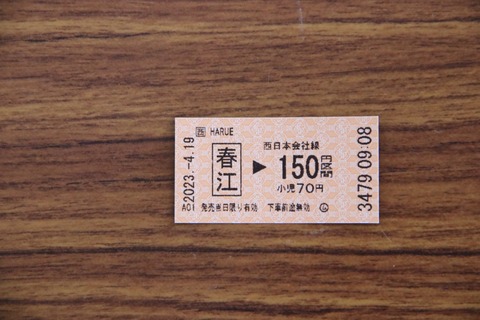 2023.-4.19
西 HARUE
春江 ▶ 西日本会社線
150円区間
小児70円
発売当日限り有効 下車前途無効
3479 09:08